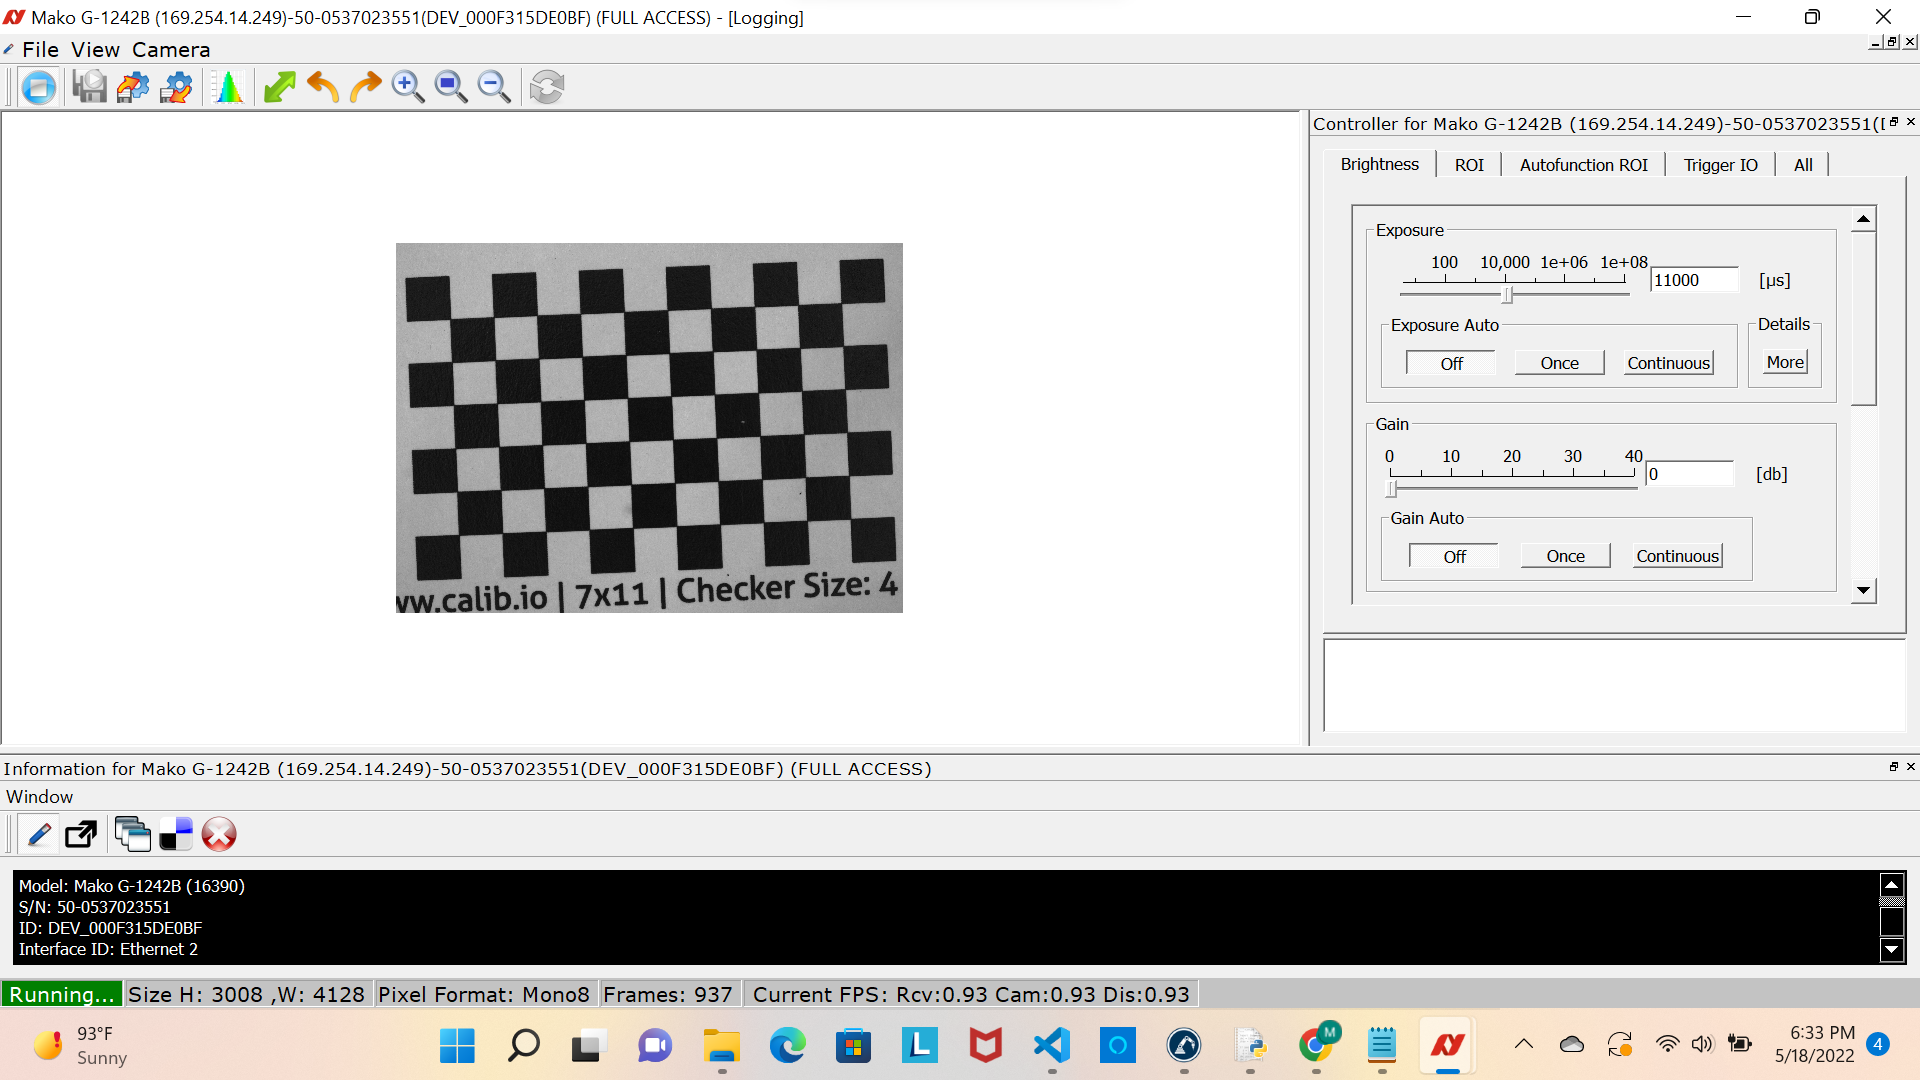 Mako G-1242B (169.254.14.249)-50-0537023551(DEV_000F315DE0BF) (FULL ACCESS) - [Logging]
File View Camera
Controller for Mako G-1242B (169.254.14.249)-50-0537023551([
Brightness ROI Autofunction ROI Trigger IO All
Exposure
100 10,000 1e+06 1e+08
11000 [µs]
Exposure Auto
Off Once Continuous
Details
More
Gain
0 10 20 30 40
0 [db]
Gain Auto
Off Once Continuous
ww.calib.io | 7x11 | Checker Size: 4
Information for Mako G-1242B (169.254.14.249)-50-0537023551(DEV_000F315DE0BF) (FULL ACCESS)
Window
Model: Mako G-1242B (16390)
S/N: 50-0537023551
ID: DEV_000F315DE0BF
Interface ID: Ethernet 2
Running... Size H: 3008 ,W: 4128 Pixel Format: Mono8 Frames: 937 Current FPS: Rcv:0.93 Cam:0.93 Dis:0.93
93°F
Sunny
L
M
6:33 PM
5/18/2022
4